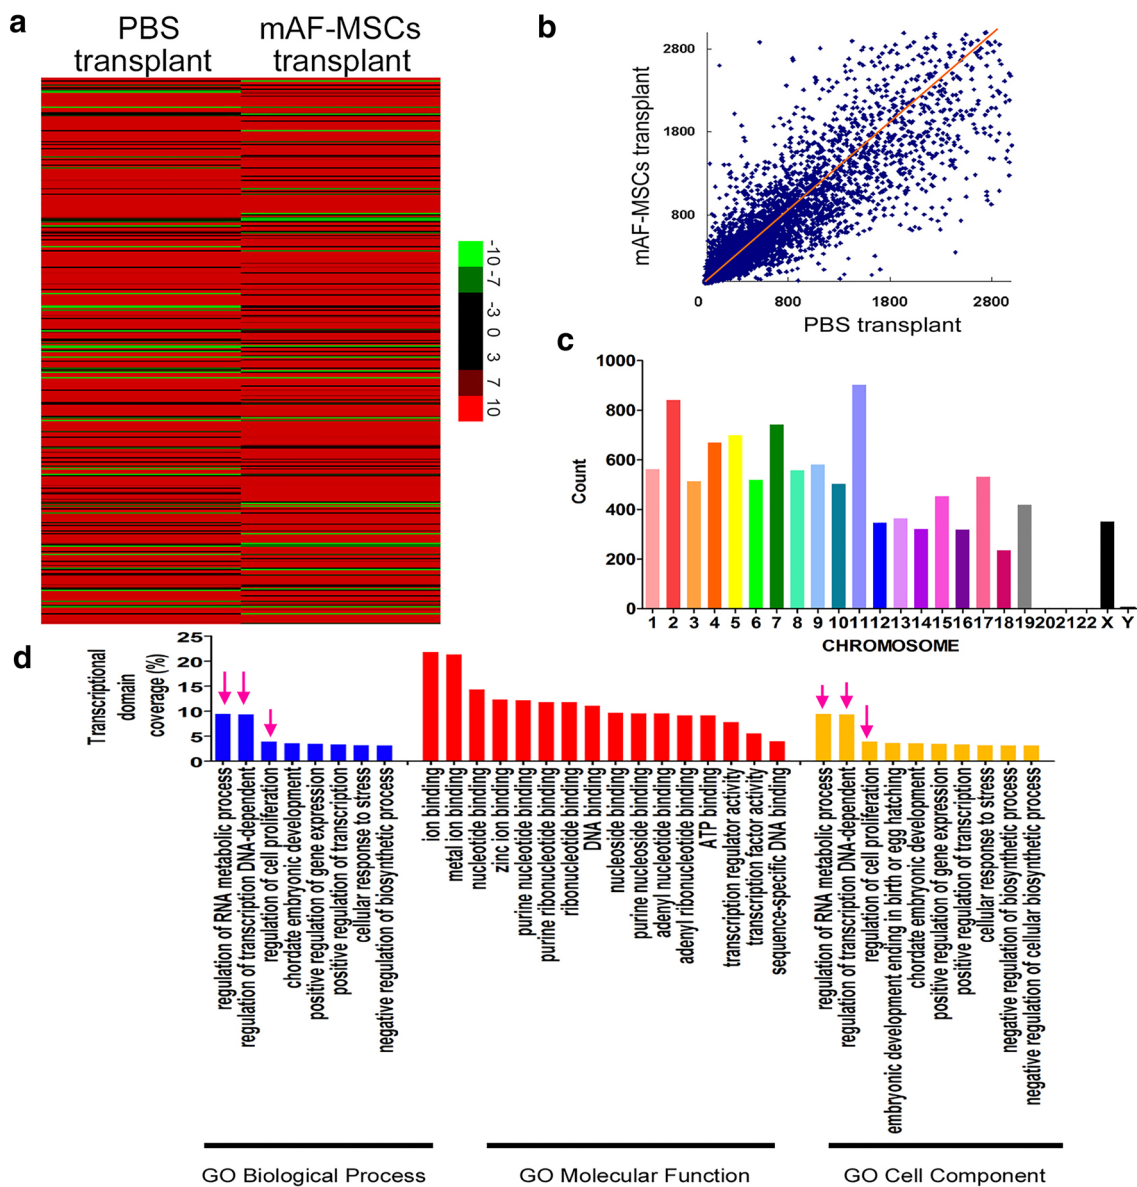 a
PBS
transplant
mAF-MSCs
transplant
-10
-7
-3
0
3
7
10
b
mAF-MSCs transplant
2800
1800
800
0
800
1800
2800
PBS transplant
c
Count
1000
800
600
400
200
0
1 2 3 4 5 6 7 8 9 10 11 12 13 14 15 16 17 18 19 20 21 22 X Y
CHROMOSOME
d
Transcriptional
domain
coverage (%)
25
20
15
10
5
0
regulation of RNA metabolic process
regulation of transcription DNA-dependent
regulation of cell proliferation
chordate embryonic development
positive regulation of gene expression
positive regulation of transcription
cellular response to stress
negative regulation of biosynthetic process
ion binding
metal ion binding
nucleotide binding
zinc ion binding
purine nucleotide binding
purine ribonucleotide binding
ribonucleotide binding
DNA binding
nucleoside binding
purine nucleoside binding
adenyl nucleotide binding
adenyl ribonucleotide binding
ATP binding
transcription regulator activity
transcription factor activity
sequence-specific DNA binding
regulation of RNA metabolic process
regulation of transcription DNA-dependent
regulation of cell proliferation
embryonic development ending in birth or egg hatching
chordate embryonic development
positive regulation of gene expression
positive regulation of transcription
cellular response to stress
negative regulation of biosynthetic process
negative regulation of cellular biosynthetic process
GO Biological Process
GO Molecular Function
GO Cell Component